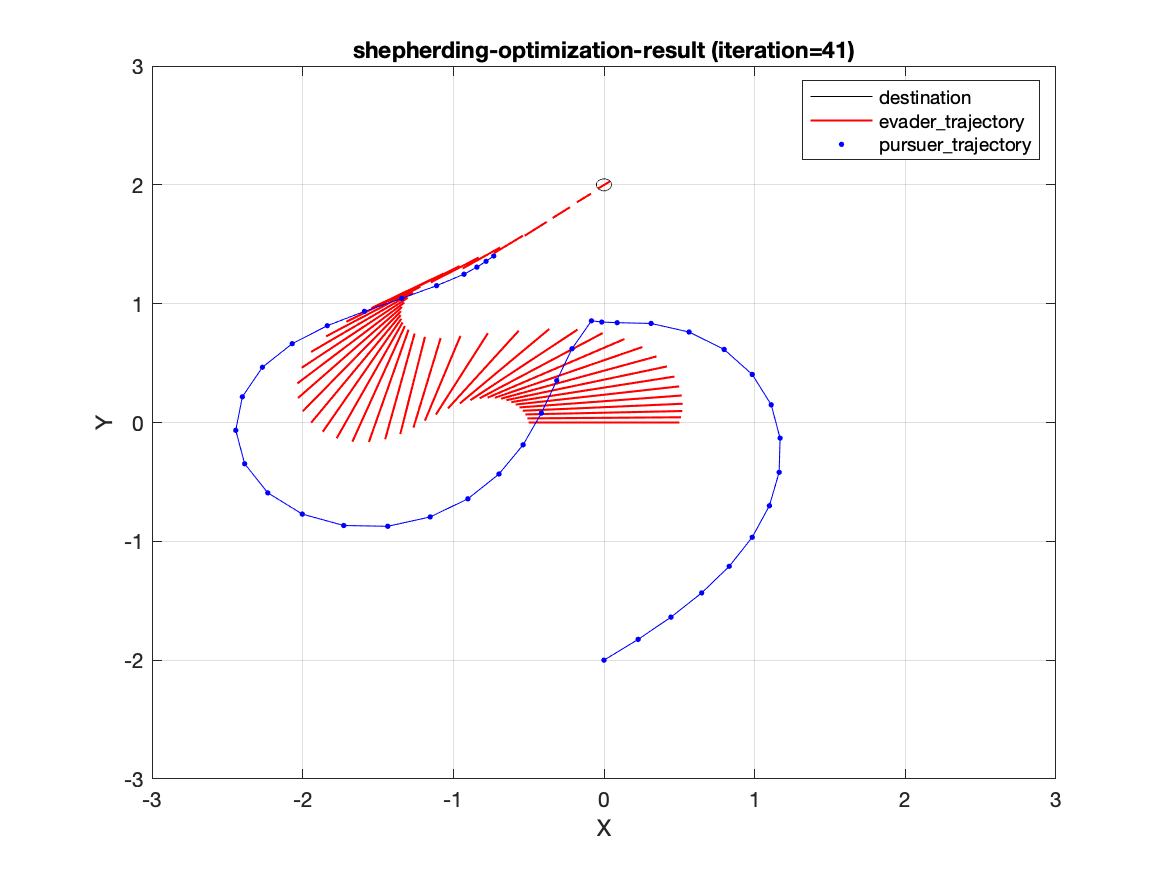 shepherding-optimization-result (iteration=41)
destination
evader_trajectory
pursuer_trajectory
3
2
1
0
-1
-2
-3
Y
-3 -2 -1 0 1 2 3
X